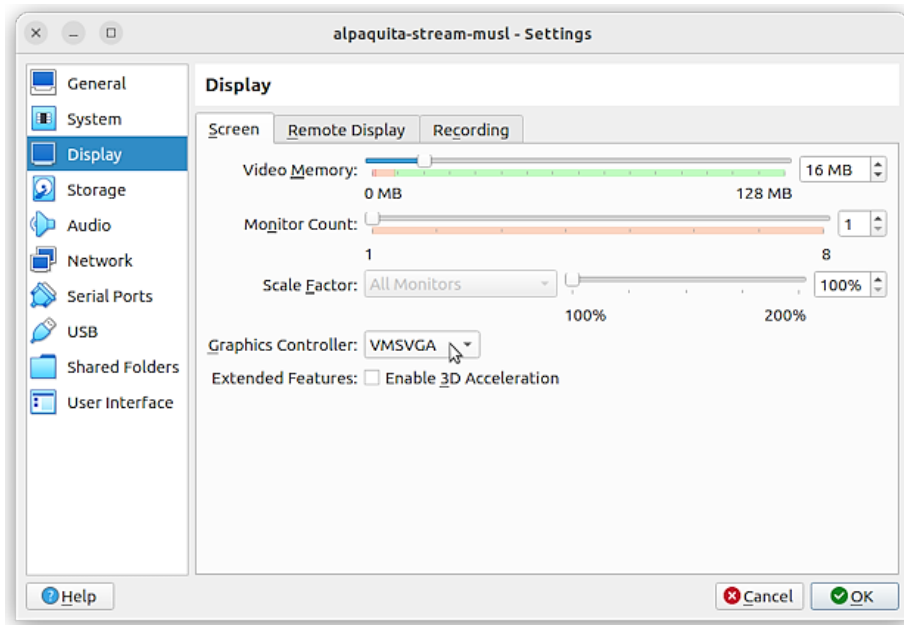 alpaquita-stream-musl - Settings
General
System
Display
Storage
Audio
Network
Serial Ports
USB
Shared Folders
User Interface
Display
Screen Remote Display Recording
Video Memory: 16 MB
0 MB 128 MB
Monitor Count: 1
1 8
Scale Factor: All Monitors 100%
100% 200%
Graphics Controller: VMSVGA
Extended Features: Enable 3D Acceleration
Help Cancel OK